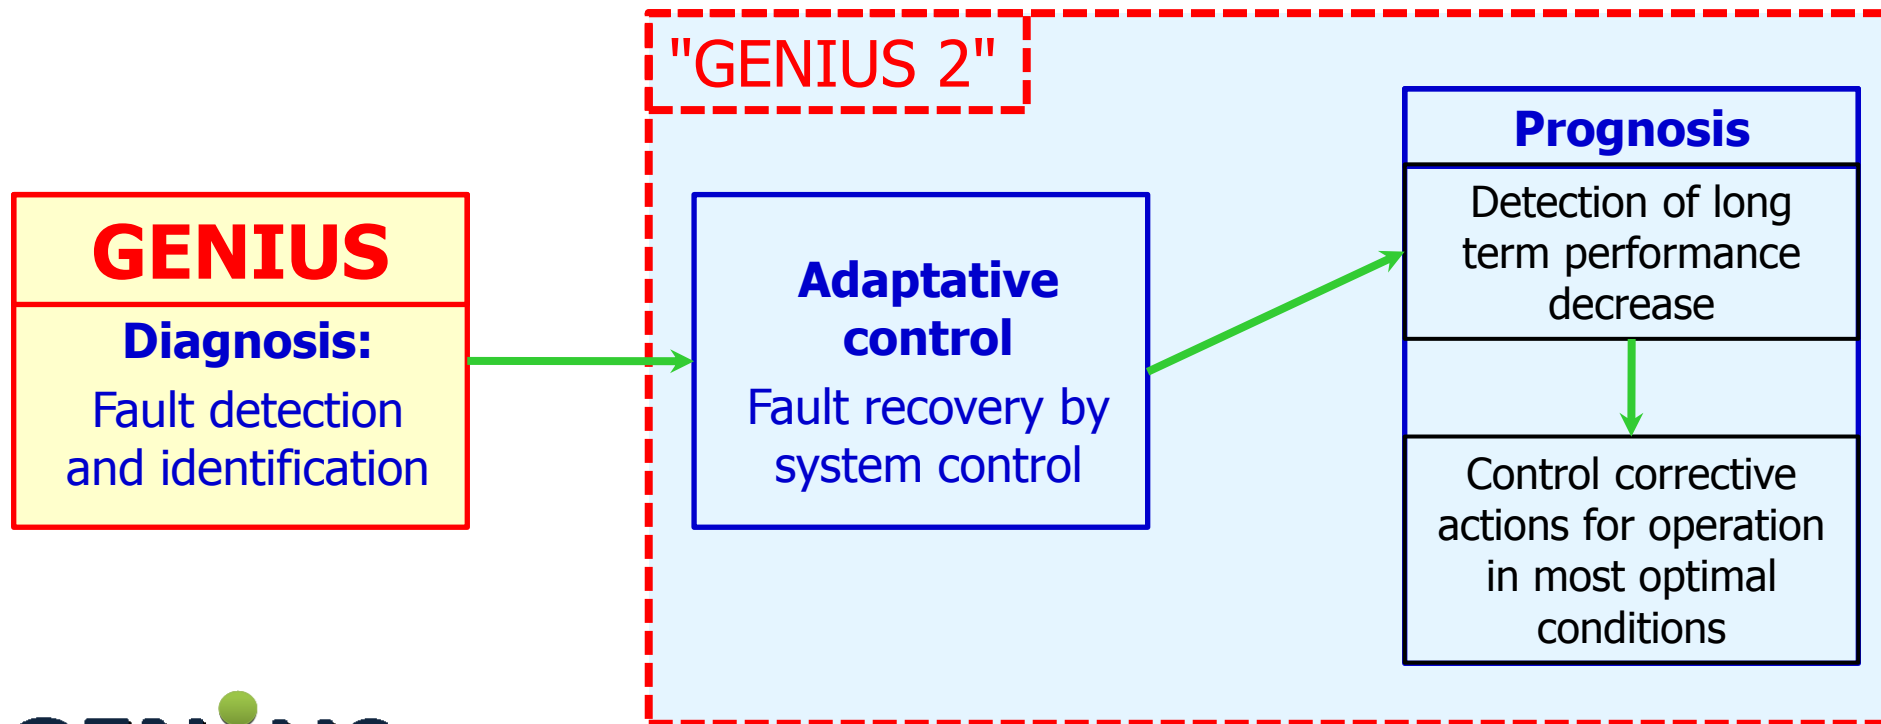 "GENIUS 2"
GENIUS
Diagnosis:
Fault detection
and identification
Adaptative
control
Fault recovery by
system control
Prognosis
Detection of long
term performance
decrease
Control corrective
actions for operation
in most optimal
conditions